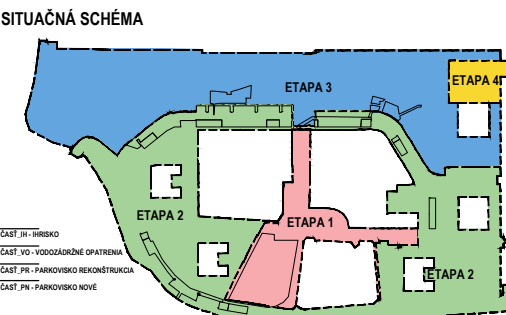 SITUAČNÁ SCHÉMA
ETAPA 3
ETAPA 4
ETAPA 2
ETAPA 1
ETAPA 2
ČASŤ_IH - IHRISKO
ČASŤ_VO - VODOZÁDRŽNÉ OPATRENIA
ČASŤ_PR - PARKOVISKO REKONŠTRUKCIA
ČASŤ_PN - PARKOVISKO NOVÉ